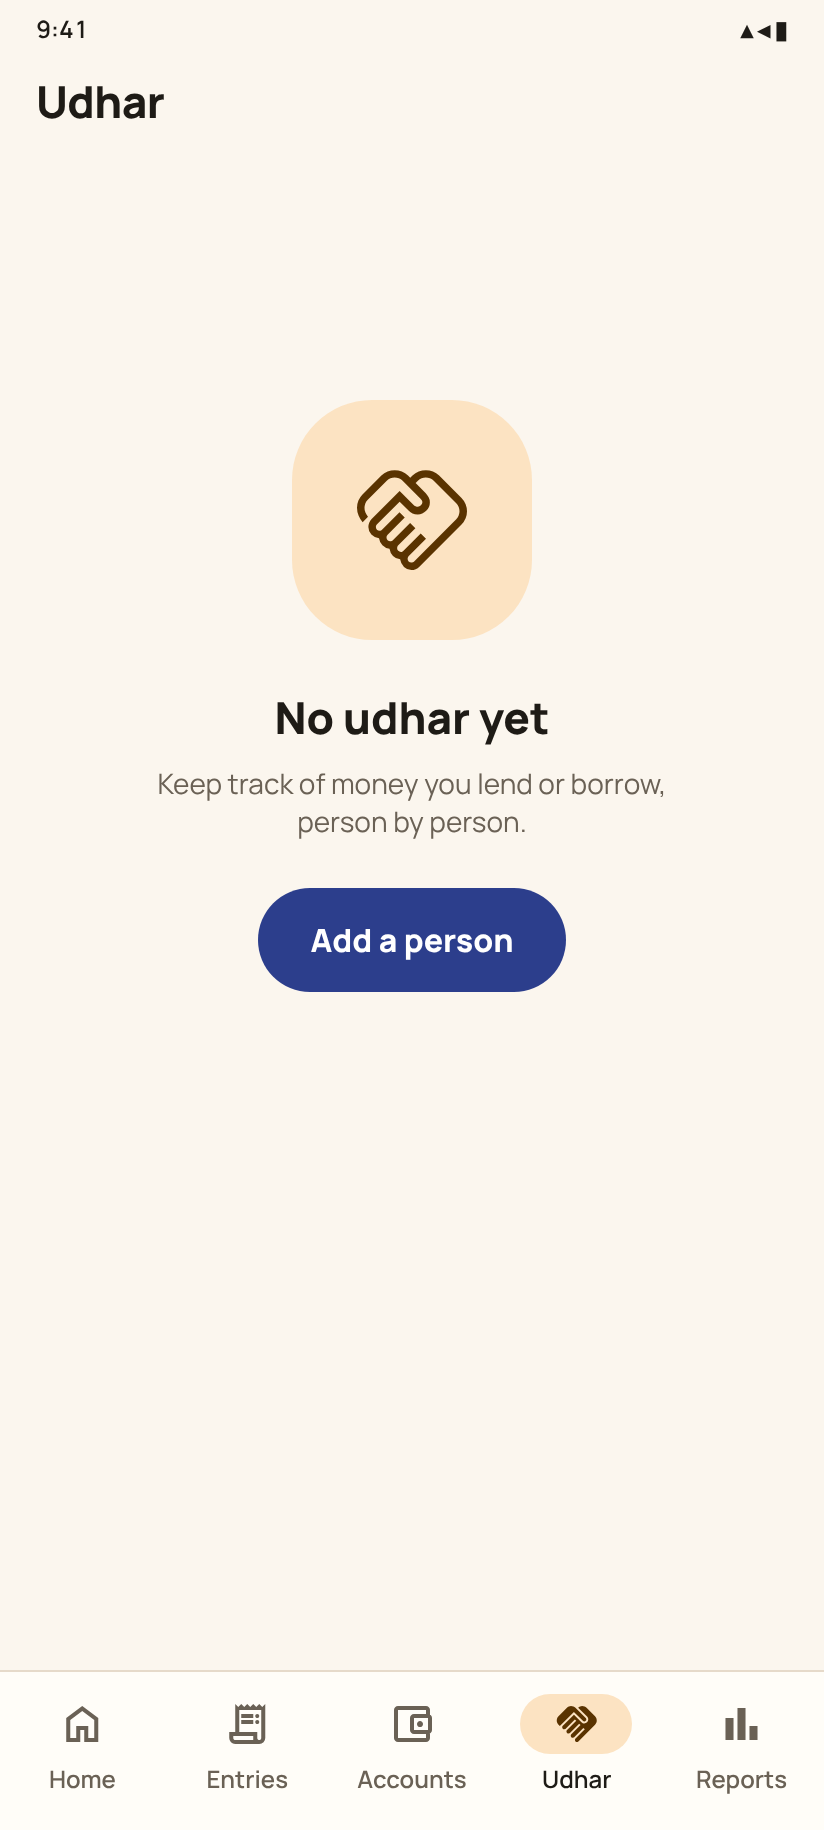 9:41
Udhar
No udhar yet
Keep track of money you lend or borrow,
person by person.
Add a person
Home
Entries
Accounts
Udhar
Reports